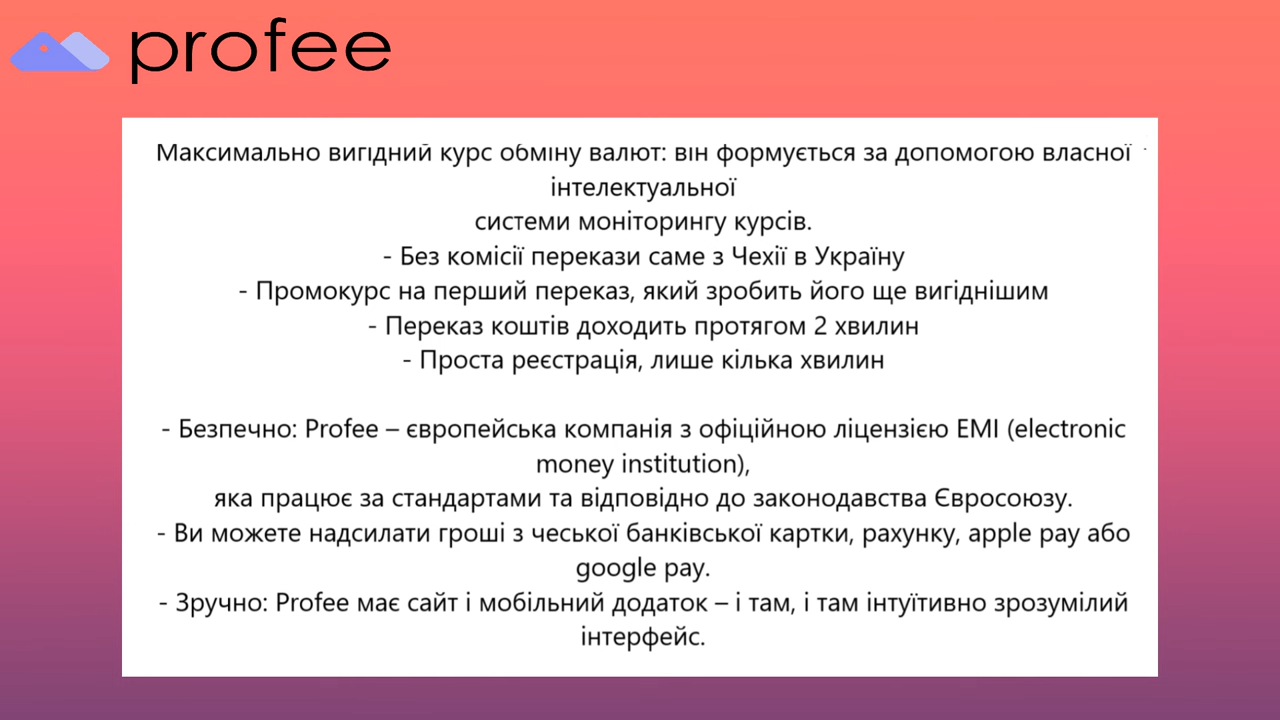 profee
Максимально вигідний курс обміну валют: він формується за допомогою власної
інтелектуальної
системи моніторингу курсів.
- Без комісії перекази саме з Чехії в Україну
- Промокурс на перший переказ, який зробить його ще вигіднішим
- Переказ коштів доходить протягом 2 хвилин
- Проста реєстрація, лише кілька хвилин
- Безпечно: Profee – європейська компанія з офіційною ліцензією EMI (electronic
money institution),
яка працює за стандартами та відповідно до законодавства Євросоюзу.
- Ви можете надсилати гроші з чеської банківської картки, рахунку, apple pay або
google pay.
- Зручно: Profee має сайт і мобільний додаток – і там, і там інтуїтивно зрозумілий
інтерфейс.